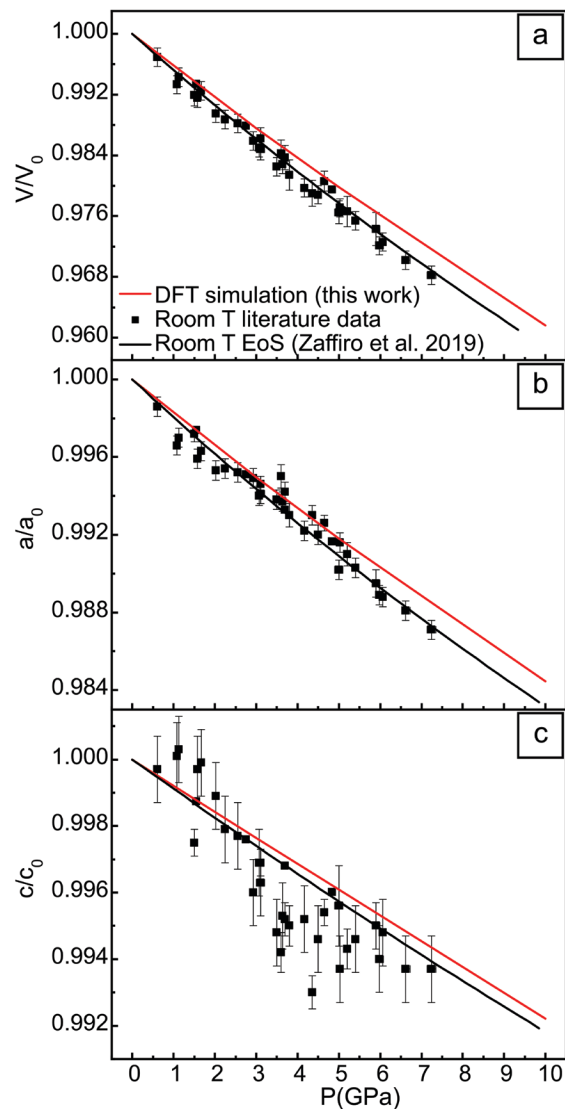 a
1.000
0.992
0.984
0.976
0.968
0.960
V/V0
DFT simulation (this work)
Room T literature data
Room T EoS (Zaffiro et al. 2019)
b
1.000
0.996
0.992
0.988
0.984
a/a0
c
1.000
0.998
0.996
0.994
0.992
c/c0
0 1 2 3 4 5 6 7 8 9 10
P(GPa)